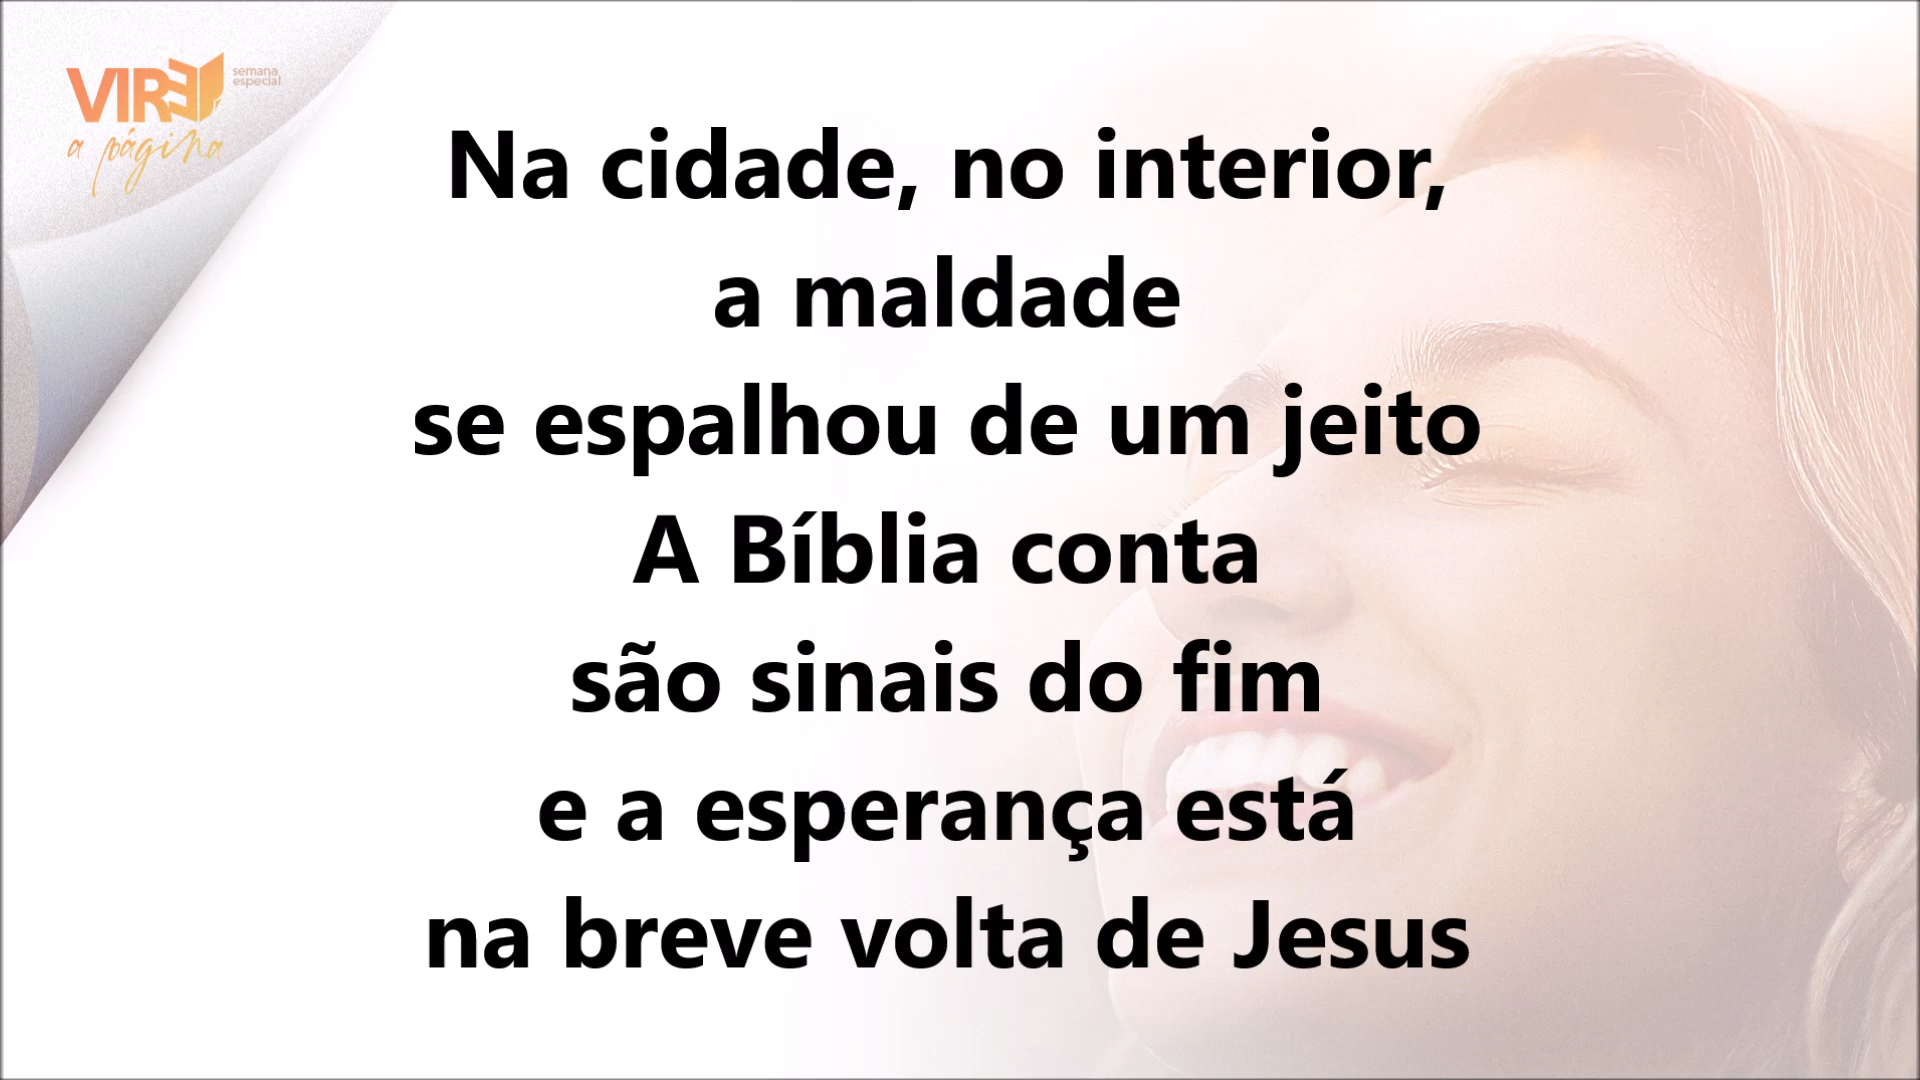 VIRE
a página
semana
especial
Na cidade, no interior,
a maldade
se espalhou de um jeito
A Bíblia conta
são sinais do fim
e a esperança está
na breve volta de Jesus